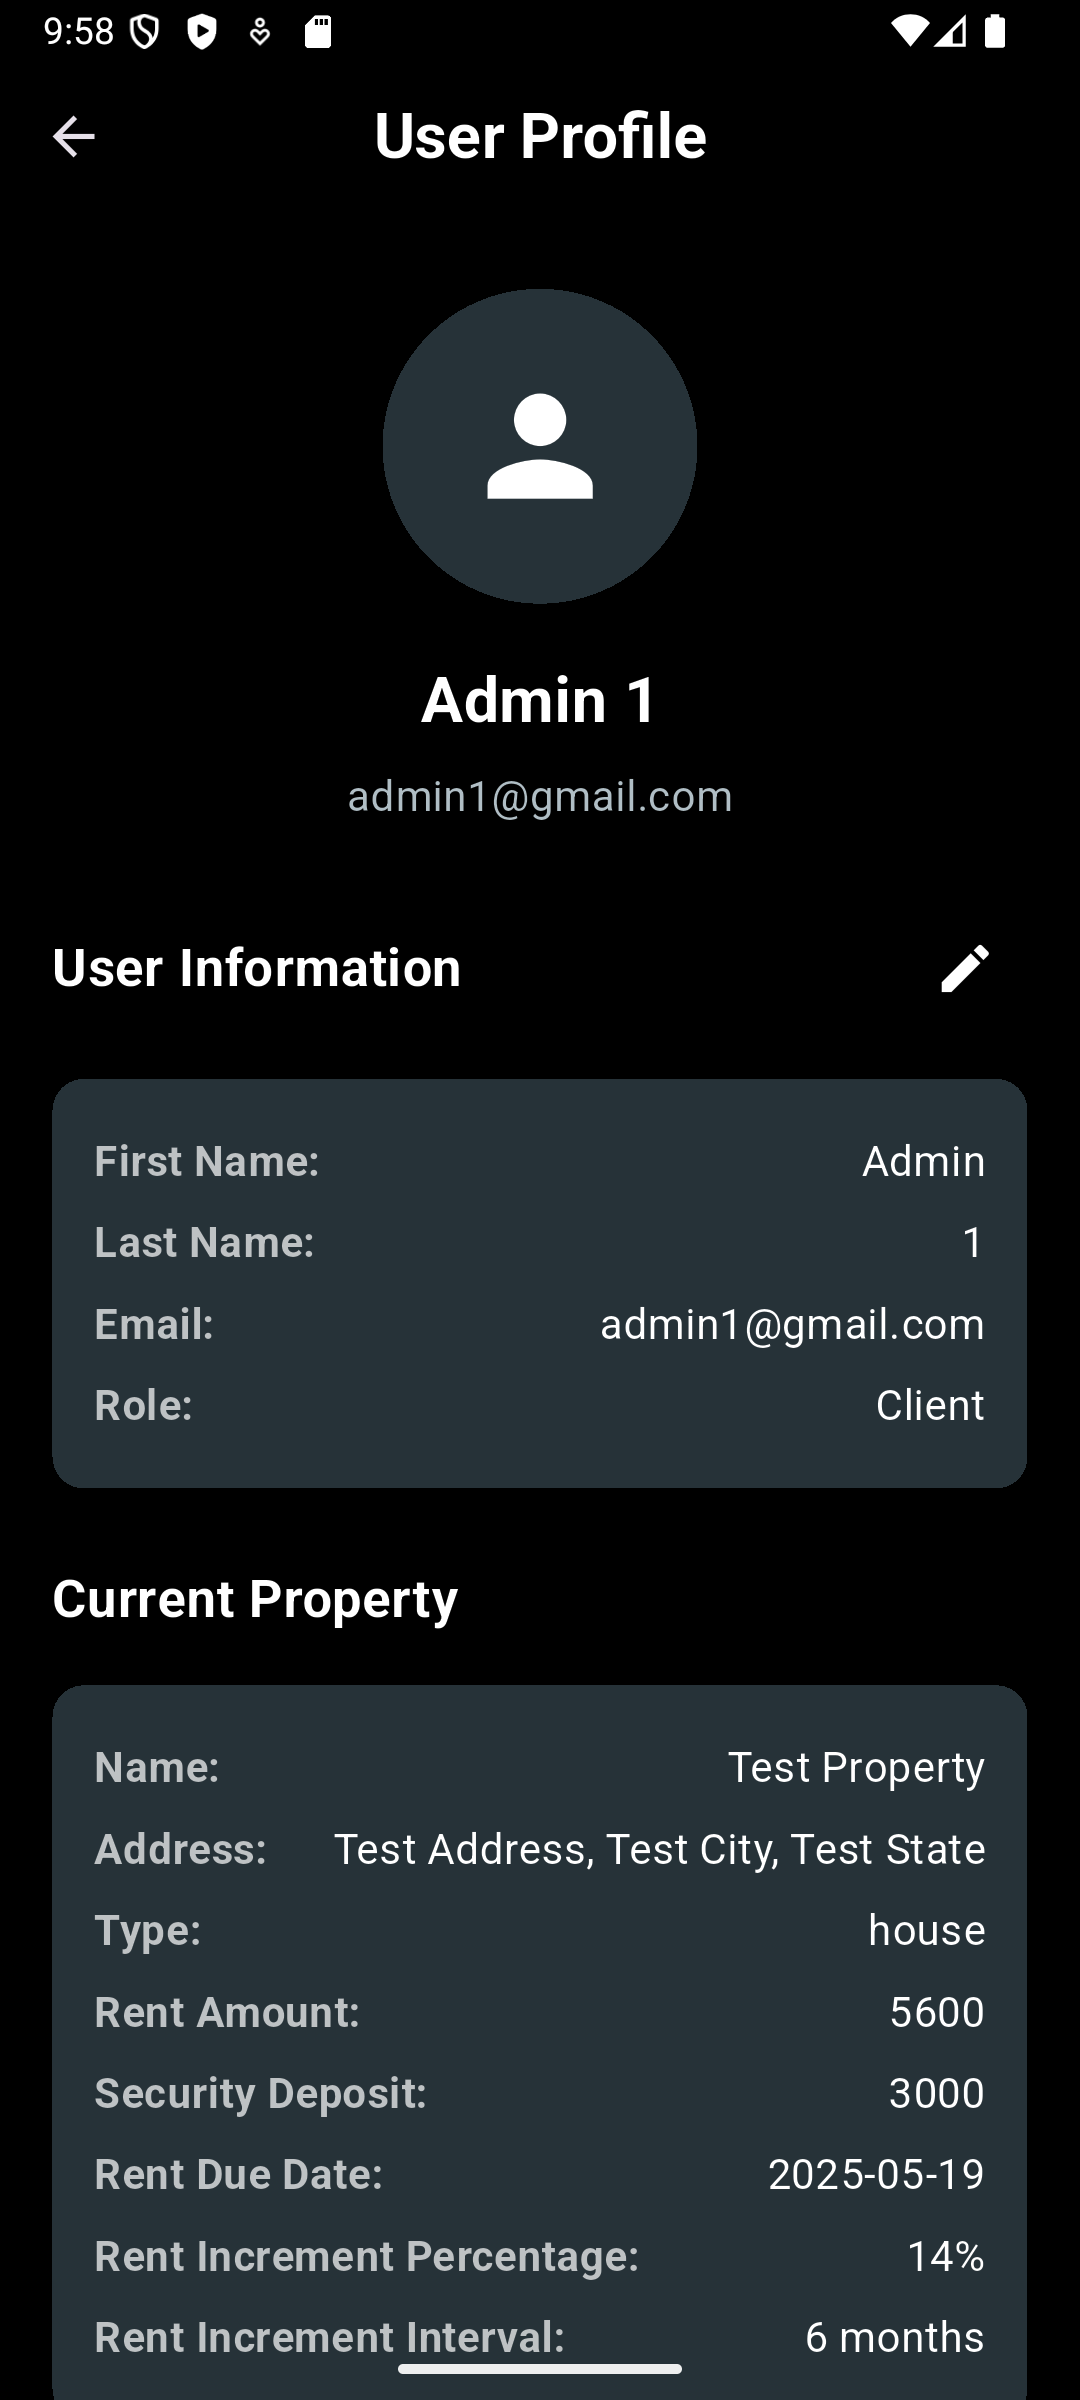 9:58
User Profile
Admin 1
admin1@gmail.com
User Information
First Name: Admin
Last Name: 1
Email: admin1@gmail.com
Role: Client
Current Property
Name: Test Property
Address: Test Address, Test City, Test State
Type: house
Rent Amount: 5600
Security Deposit: 3000
Rent Due Date: 2025-05-19
Rent Increment Percentage: 14%
Rent Increment Interval: 6 months